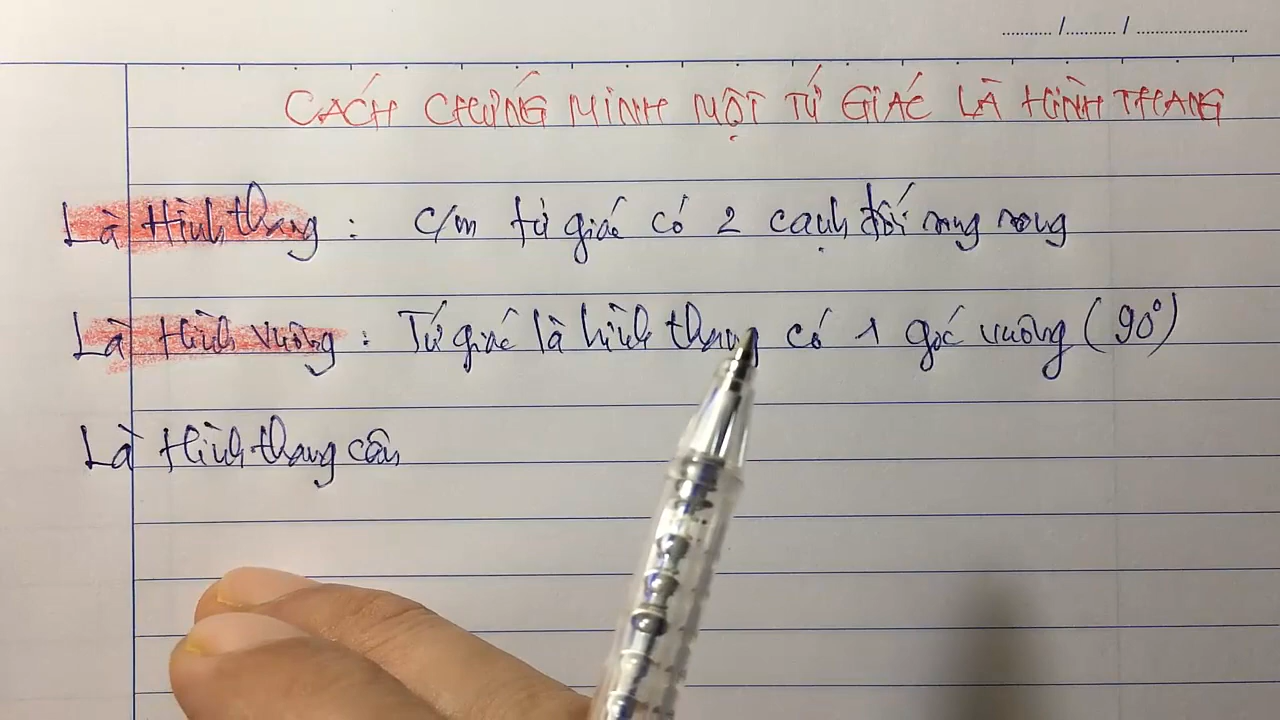 CÁCH CHỨNG MINH MỘT TỨ GIÁC LÀ HÌNH THANG
Là Hình thang : c/m tứ giác có 2 cạnh đối song song
Là Hình vuông : Tứ giác là hình thang có 1 góc vuông (90°)
Là Hình thang cân